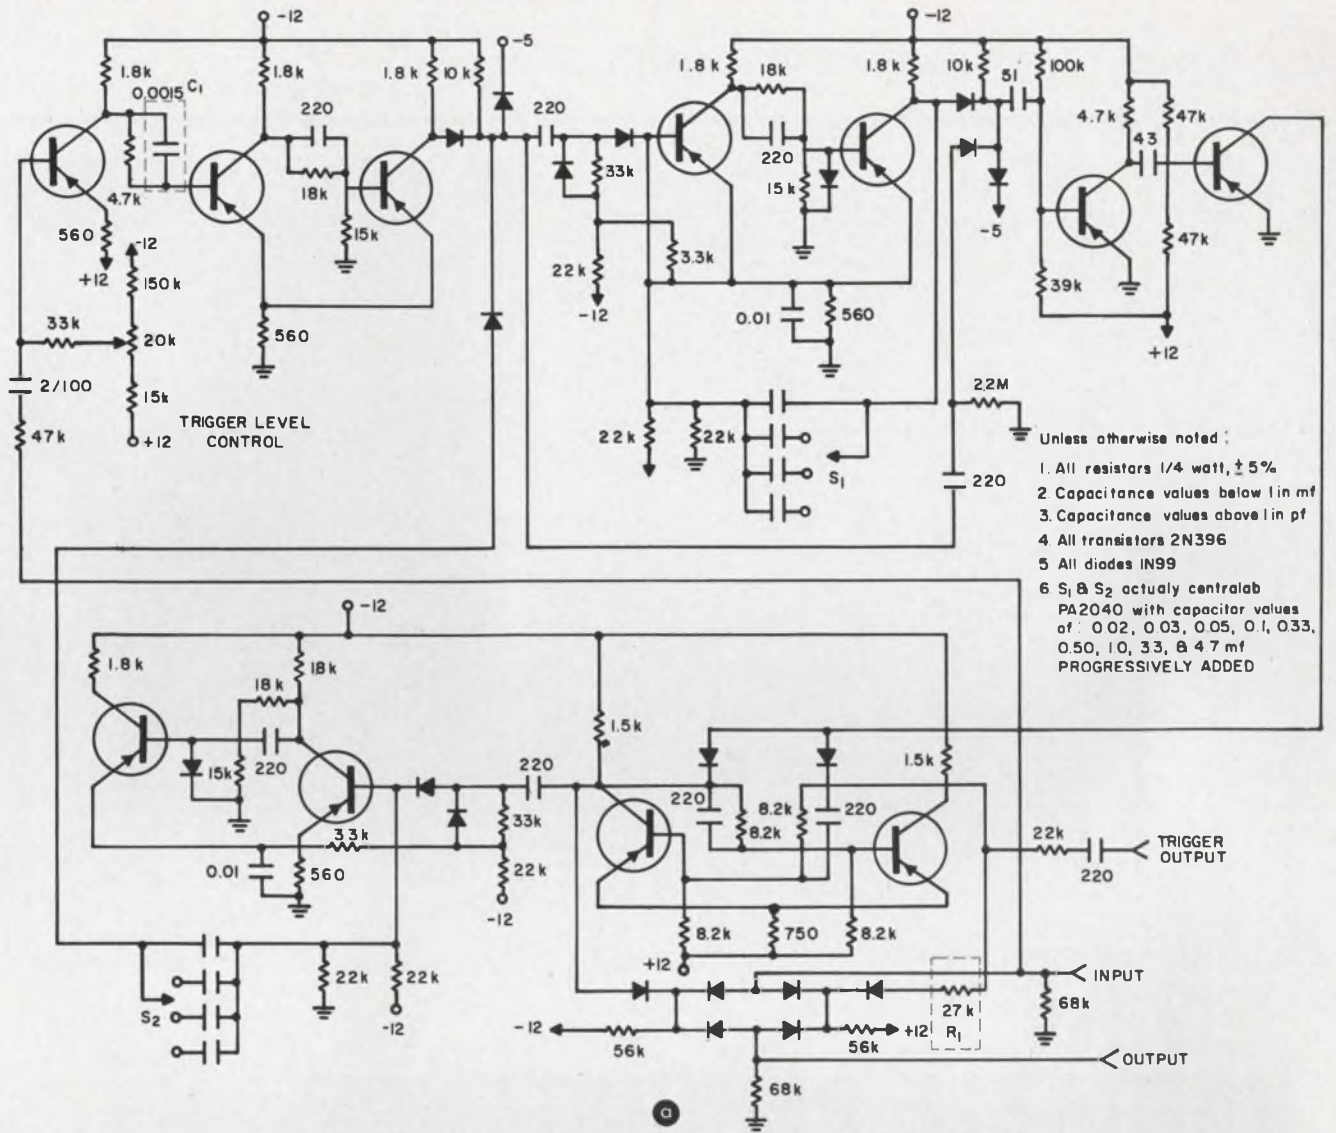 -12
-12
-5
1.8k
0.0015 C1
1.8k
1.8k
10k
220
220
1.8k
18k
1.8k
10k
51
100k
4.7k
47k
43
4.7k
18k
33k
220
15k
560
-12
15k
-5
47k
+12
150k
22k
3.3k
39k
33k
20k
560
-12
0.01
560
+12
2/100
15k
2.2M
TRIGGER LEVEL
CONTROL
47k
+12
22k
22k
S1
220
Unless otherwise noted :
1. All resistors 1/4 watt, ± 5%
2. Capacitance values below 1 in mf
3. Capacitance values above 1 in pf
4 All transistors 2N396
5 All diodes 1N99
6. S1 & S2 actualy centralab
PA2040 with capacitor values
of : 0.02, 0.03, 0.05, 0.1, 0.33,
0.50, 1.0, 33, & 4.7 mf
PROGRESSIVELY ADDED
-12
1.8k
18k
18k
1.5k
1.5k
15k
220
220
220
8.2k
8.2k
220
33k
33k
22k
TRIGGER
OUTPUT
220
0.01
560
22k
-12
8.2k
750
8.2k
+12
22k
22k
INPUT
S2
27k
68k
-12
-12
+12
R1
56k
56k
OUTPUT
68k
a